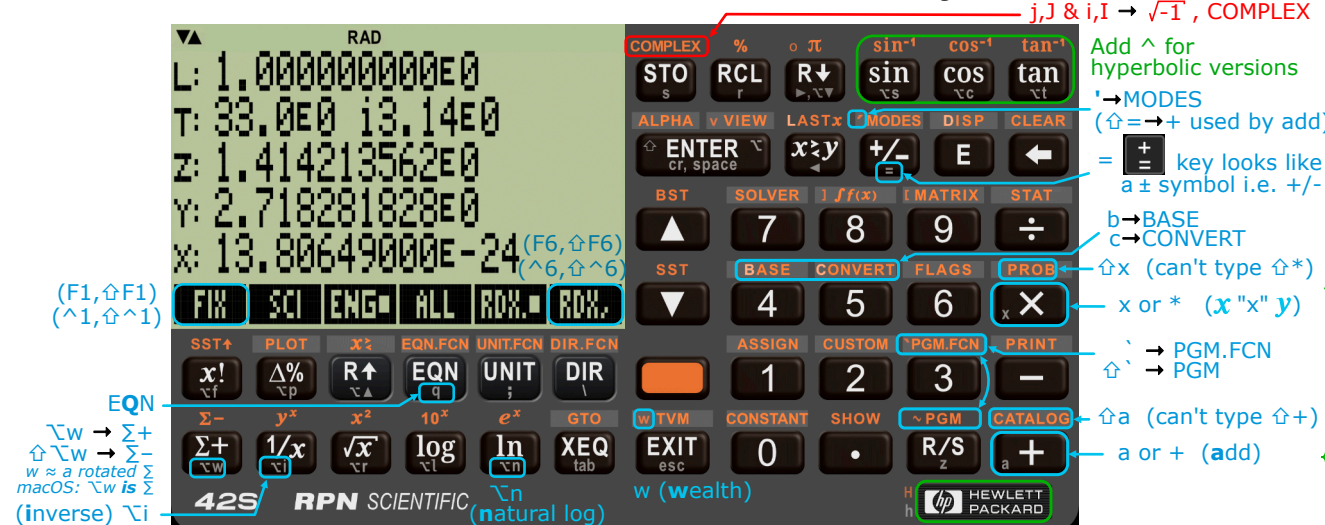 j,J & i,I → √-1 , COMPLEX
Add ^ for
hyperbolic versions
'→MODES
(⇧=→+ used by add)
= ± key looks like
a ± symbol i.e. +/-
b→BASE
c→CONVERT
⇧x (can't type ⇧*)
x or * (x "x" y)
` → PGM.FCN
⇧` → PGM
⇧a (can't type ⇧+)
a or + (add)
▼▲ RAD
L: 1.000000000E0
T: 33.0E0 i3.14E0
Z: 1.414213562E0
Y: 2.718281828E0
X: 13.80649000E-24
(F6,⇧F6)
(^6,⇧^6)
(F1,⇧F1)
(^1,⇧^1)
FIX SCI ENG■ ALL RDX.■ RDX,
COMPLEX % o π sin⁻¹ cos⁻¹ tan⁻¹
STO RCL R↓ sin cos tan
s r ►,⌥▼ ⌥s ⌥c ⌥t
ALPHA v VIEW LASTx 'MODES DISP CLEAR
⇧ ENTER ⌥ x≷y +/- E ←
cr, space ◄ =
BST SOLVER ] ∫f(x) [ MATRIX STAT
▲ 7 8 9 ÷
SST BASE CONVERT FLAGS PROB
▼ 4 5 6 x ×
ASSIGN CUSTOM `PGM.FCN PRINT
1 2 3 −
w TVM CONSTANT SHOW ~ PGM CATALOG
EXIT 0 . R/S a +
esc z
SST↑ PLOT x≷ EQN.FCN UNIT.FCN DIR.FCN
x! Δ% R↑ EQN UNIT DIR
⌥f ⌥p ⌥▲ q ; \
Σ− yˣ x² 10ˣ eˣ GTO
Σ+ 1/x √x log ln XEQ
⌥w ⌥i ⌥r ⌥l ⌥n tab
EQN
⌥w → ∑+
⇧⌥w → ∑−
w ≈ a rotated ∑
macOS: ⌥w is ∑
(inverse) ⌥i
42S RPN SCIENTIFIC
⌥n
(natural log)
w (wealth)
H
h
hp HEWLETT
PACKARD